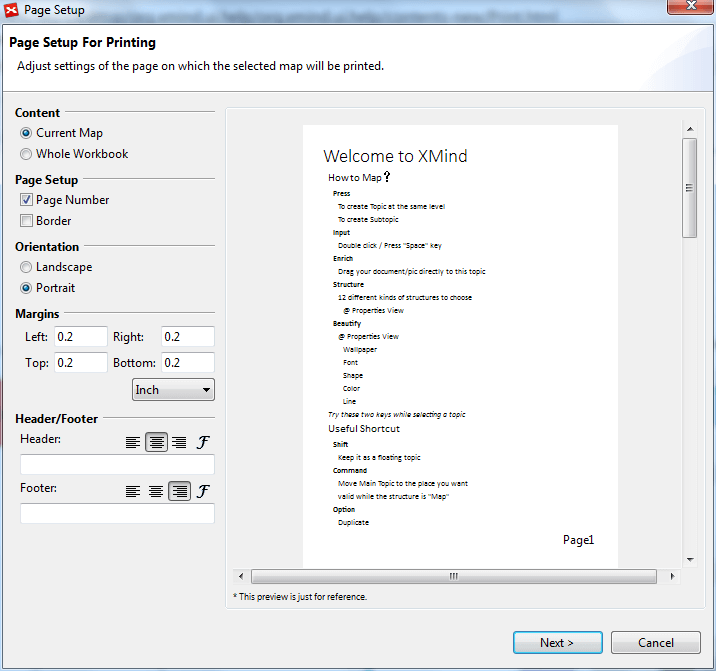 Page Setup
Page Setup For Printing
Adjust settings of the page on which the selected map will be printed.
Content
Current Map
Whole Workbook
Page Setup
Page Number
Border
Orientation
Landscape
Portrait
Margins
Left: 0.2 Right: 0.2
Top: 0.2 Bottom: 0.2
Inch
Header/Footer
Header:
Footer:
Welcome to XMind
How to Map?
Press
To create Topic at the same level
To create Subtopic
Input
Double click / Press "Space" key
Enrich
Drag your document/pic directly to this topic
Structure
12 different kinds of structures to choose
@ Properties View
Beautify
@ Properties View
Wallpaper
Font
Shape
Color
Line
Try these two keys while selecting a topic
Useful Shortcut
Shift
Keep it as a floating topic
Command
Move Main Topic to the place you want
valid while the structure is "Map"
Option
Duplicate
Page1
* This preview is just for reference.
Next >
Cancel